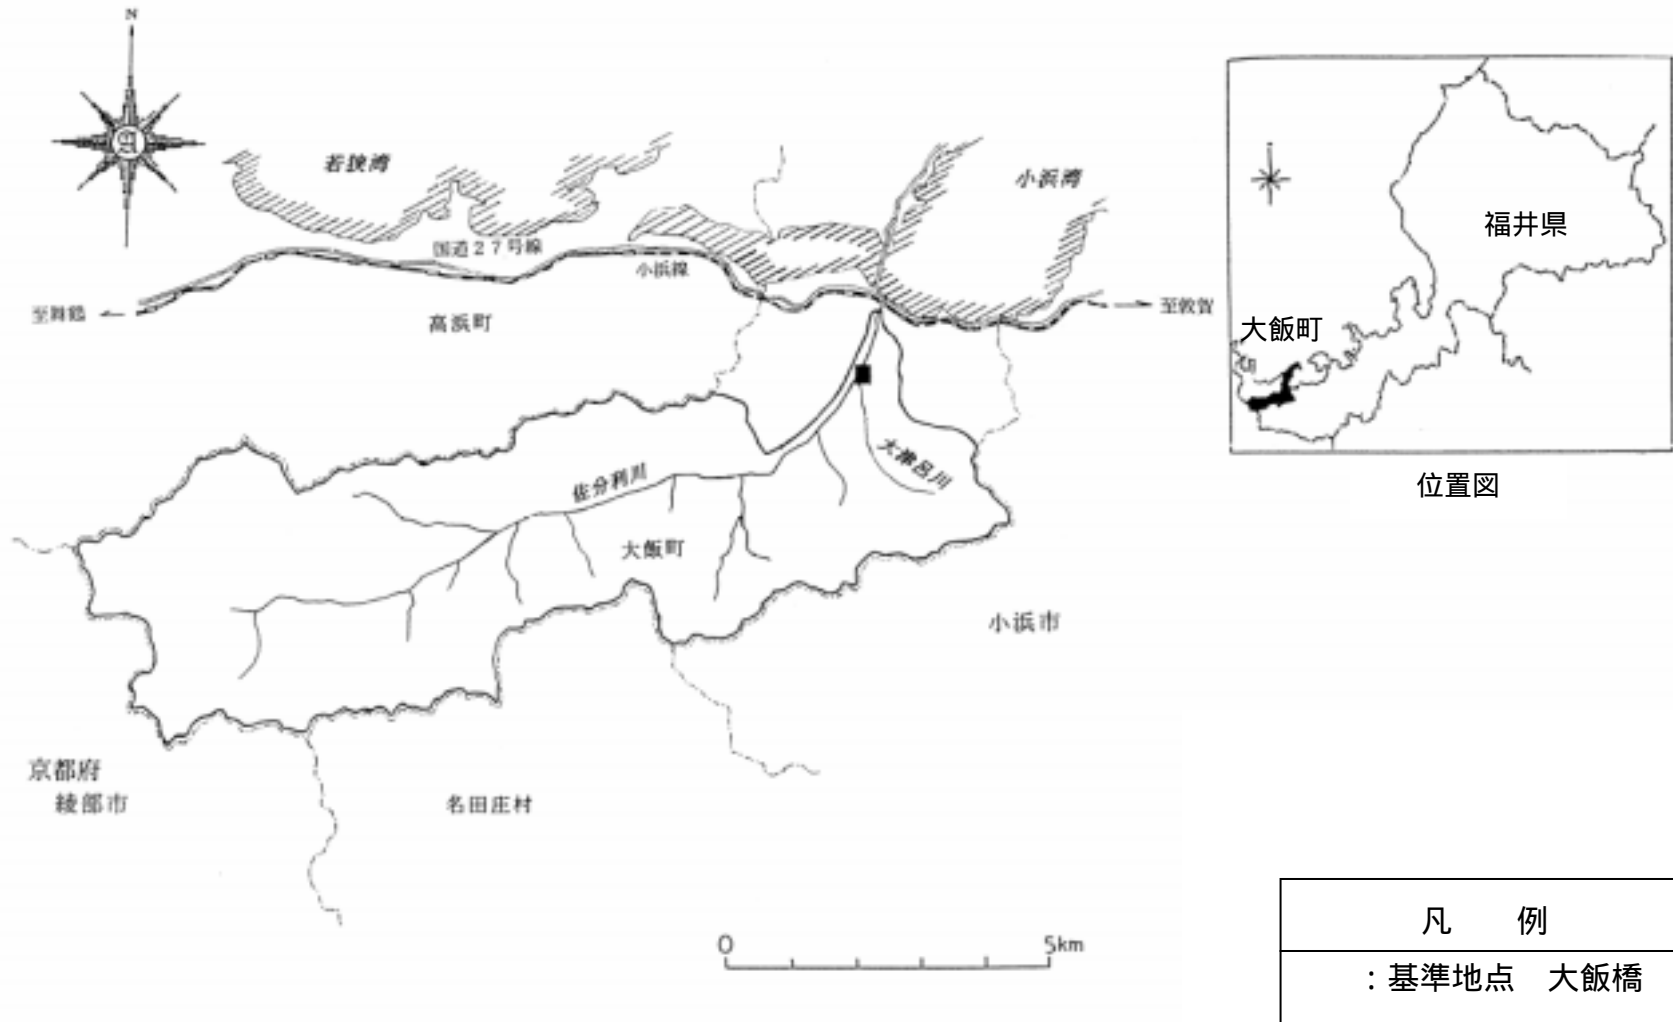 N
若狭湾
小浜湾
国道27号線
小浜線
至舞鶴
至敦賀
高浜町
大津呂川
佐分利川
大飯町
小浜市
京都府
綾部市
名田庄村
0 5km
福井県
大飯町
位置図
凡 例
：基準地点 大飯橋